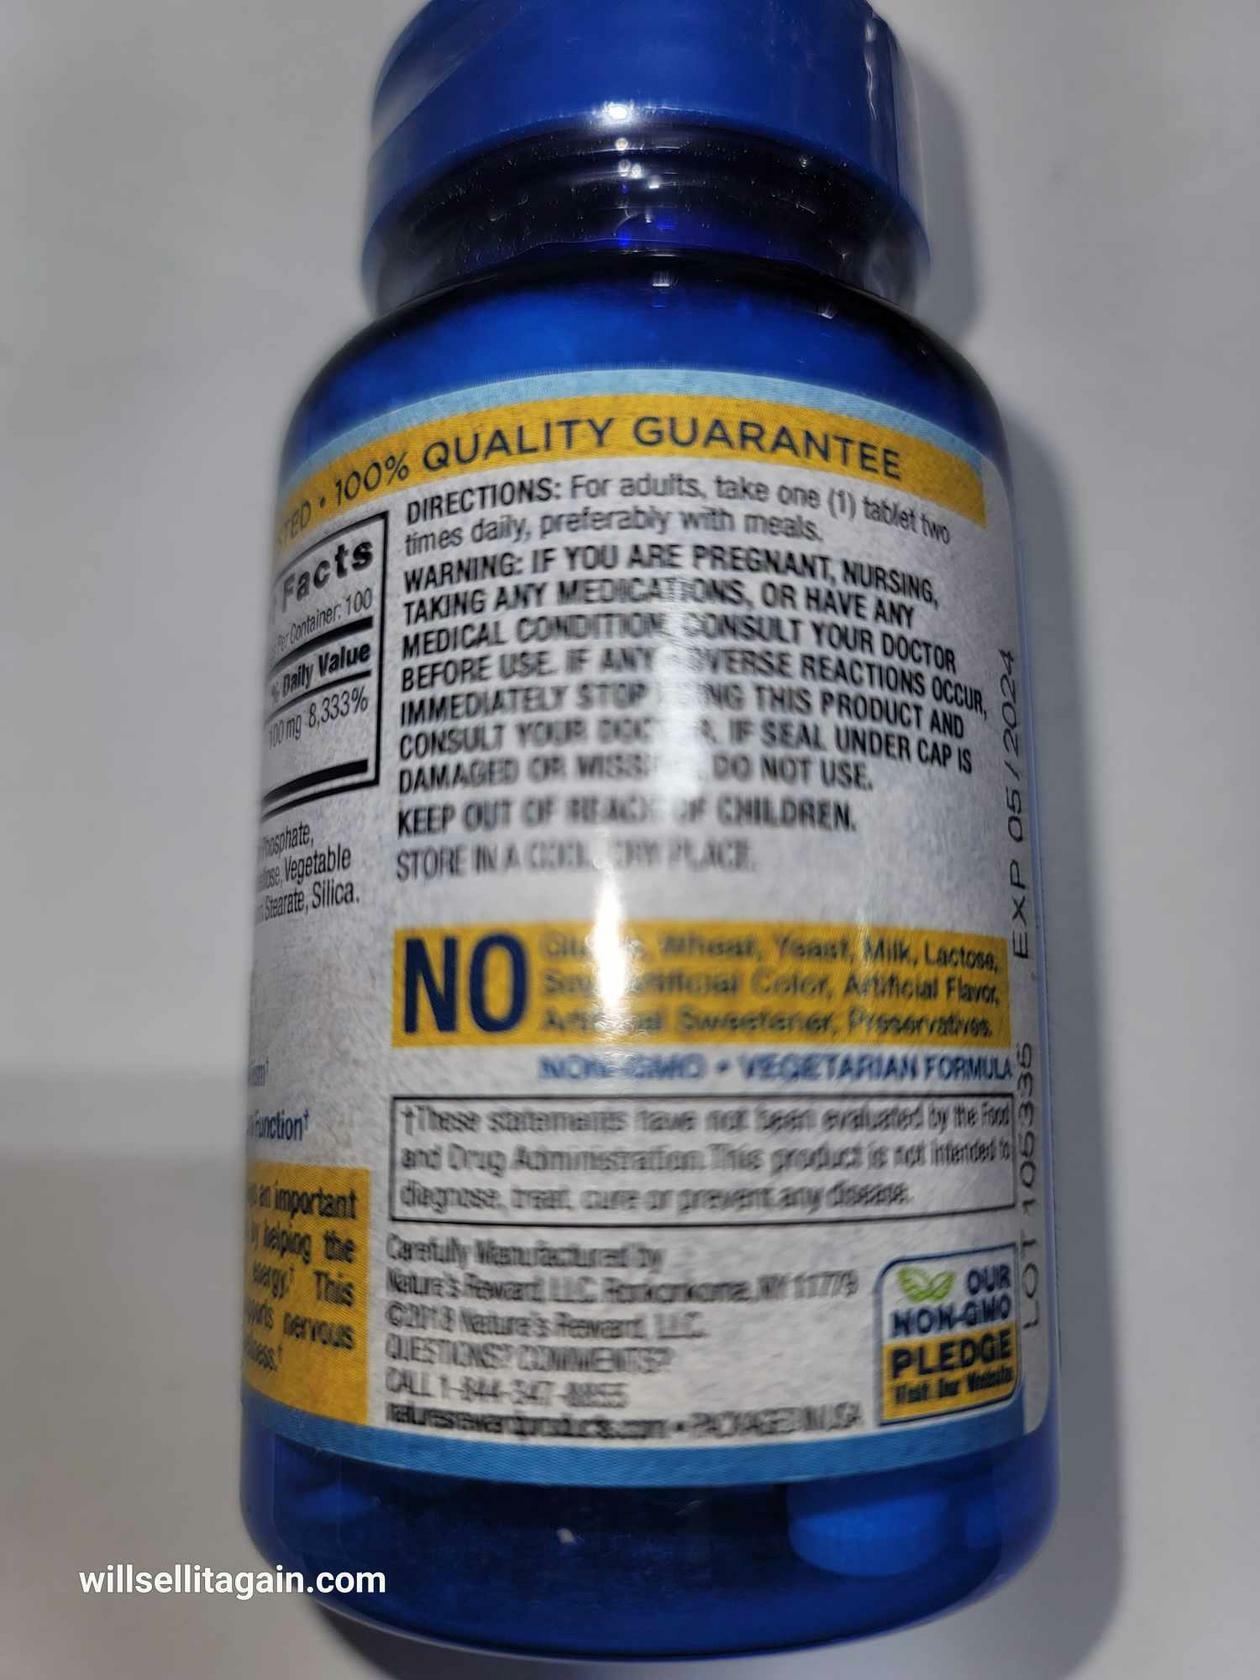 • 100% QUALITY GUARANTEE
Facts
Per Container: 100
% Daily Value
100 mg 8,333%
Phosphate,
Vegetable
Stearate, Silica.
Function†
an important
by helping the
energy.† This
nervous
DIRECTIONS: For adults, take one (1) tablet two
times daily, preferably with meals.
WARNING: IF YOU ARE PREGNANT, NURSING,
TAKING ANY MEDICATIONS, OR HAVE ANY
MEDICAL CONDITION, CONSULT YOUR DOCTOR
BEFORE USE. IF ANY ADVERSE REACTIONS OCCUR,
IMMEDIATELY STOP USING THIS PRODUCT AND
CONSULT YOUR DOCTOR. IF SEAL UNDER CAP IS
DAMAGED OR MISSING, DO NOT USE.
KEEP OUT OF REACH OF CHILDREN.
STORE IN A COOL, DRY PLACE.
NO
Wheat, Yeast, Milk, Lactose,
Soy, Artificial Color, Artificial Flavor,
Artificial Sweetener, Preservatives.
NON-GMO • VEGETARIAN FORMULA
†These statements have not been evaluated by the Food
and Drug Administration. This product is not intended to
diagnose, treat, cure or prevent any disease.
Carefully Manufactured by
Nature's Reward, LLC. Ronkonkoma, NY 11779
Nature's Reward, LLC.
QUESTIONS? COMMENTS?
CALL 1-844-347-8855
naturesrewardproducts.com • PACKAGED IN USA
OUR
NON-GMO
PLEDGE
Visit Our Website
LOT 105335 EXP 05/2024
willsellitagain.com